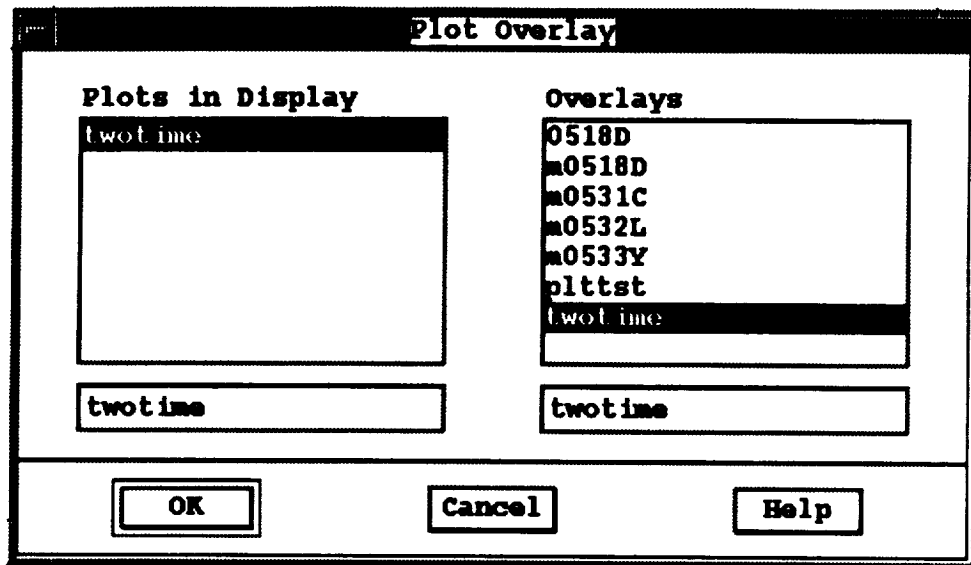 Plot Overlay
Plots in Display
twotime
twotime
Overlays
0518D
m0518D
m0531C
m0532L
m0533Y
plttst
twotime
twotime
OK
Cancel
Help